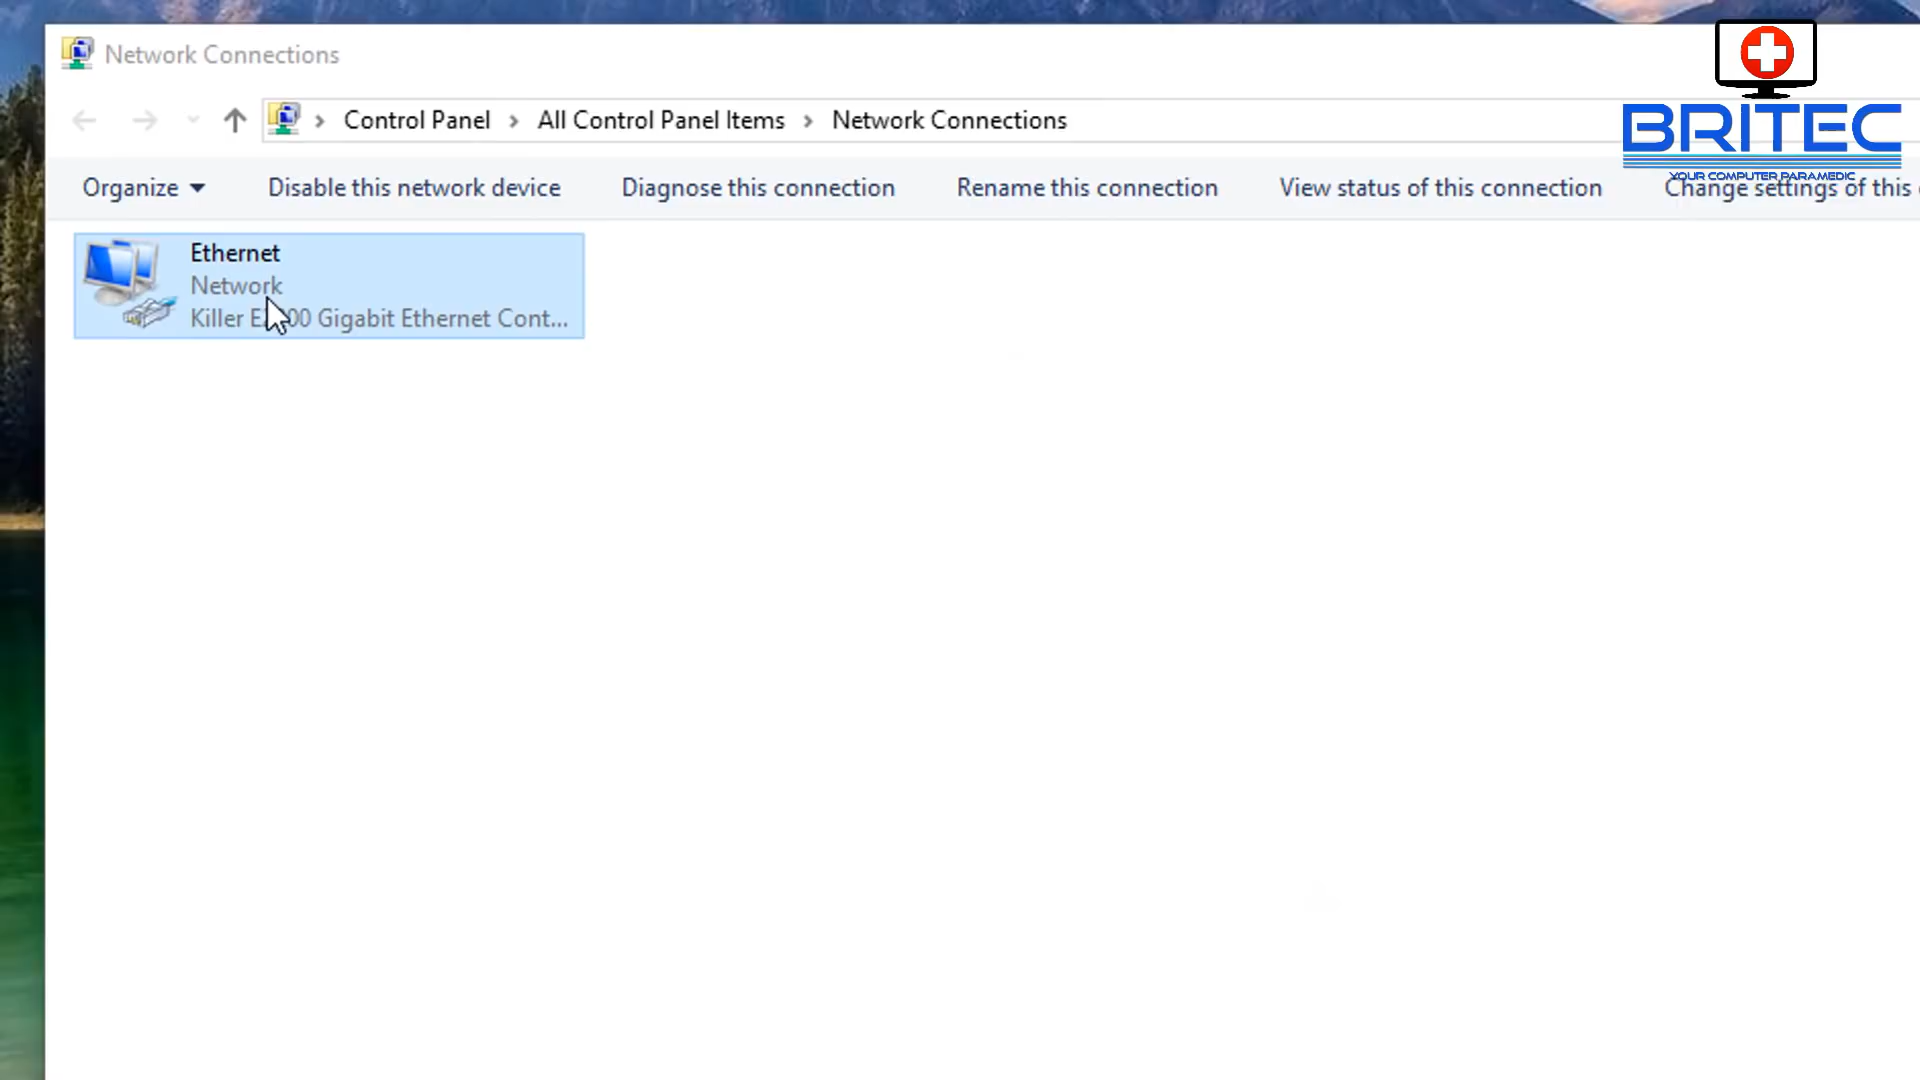 Network Connections
Control Panel > All Control Panel Items > Network Connections
BRITEC
YOUR COMPUTER PARAMEDIC
Organize Disable this network device Diagnose this connection Rename this connection View status of this connection Change settings of this
Ethernet
Network
Killer Gigabit Ethernet Cont...